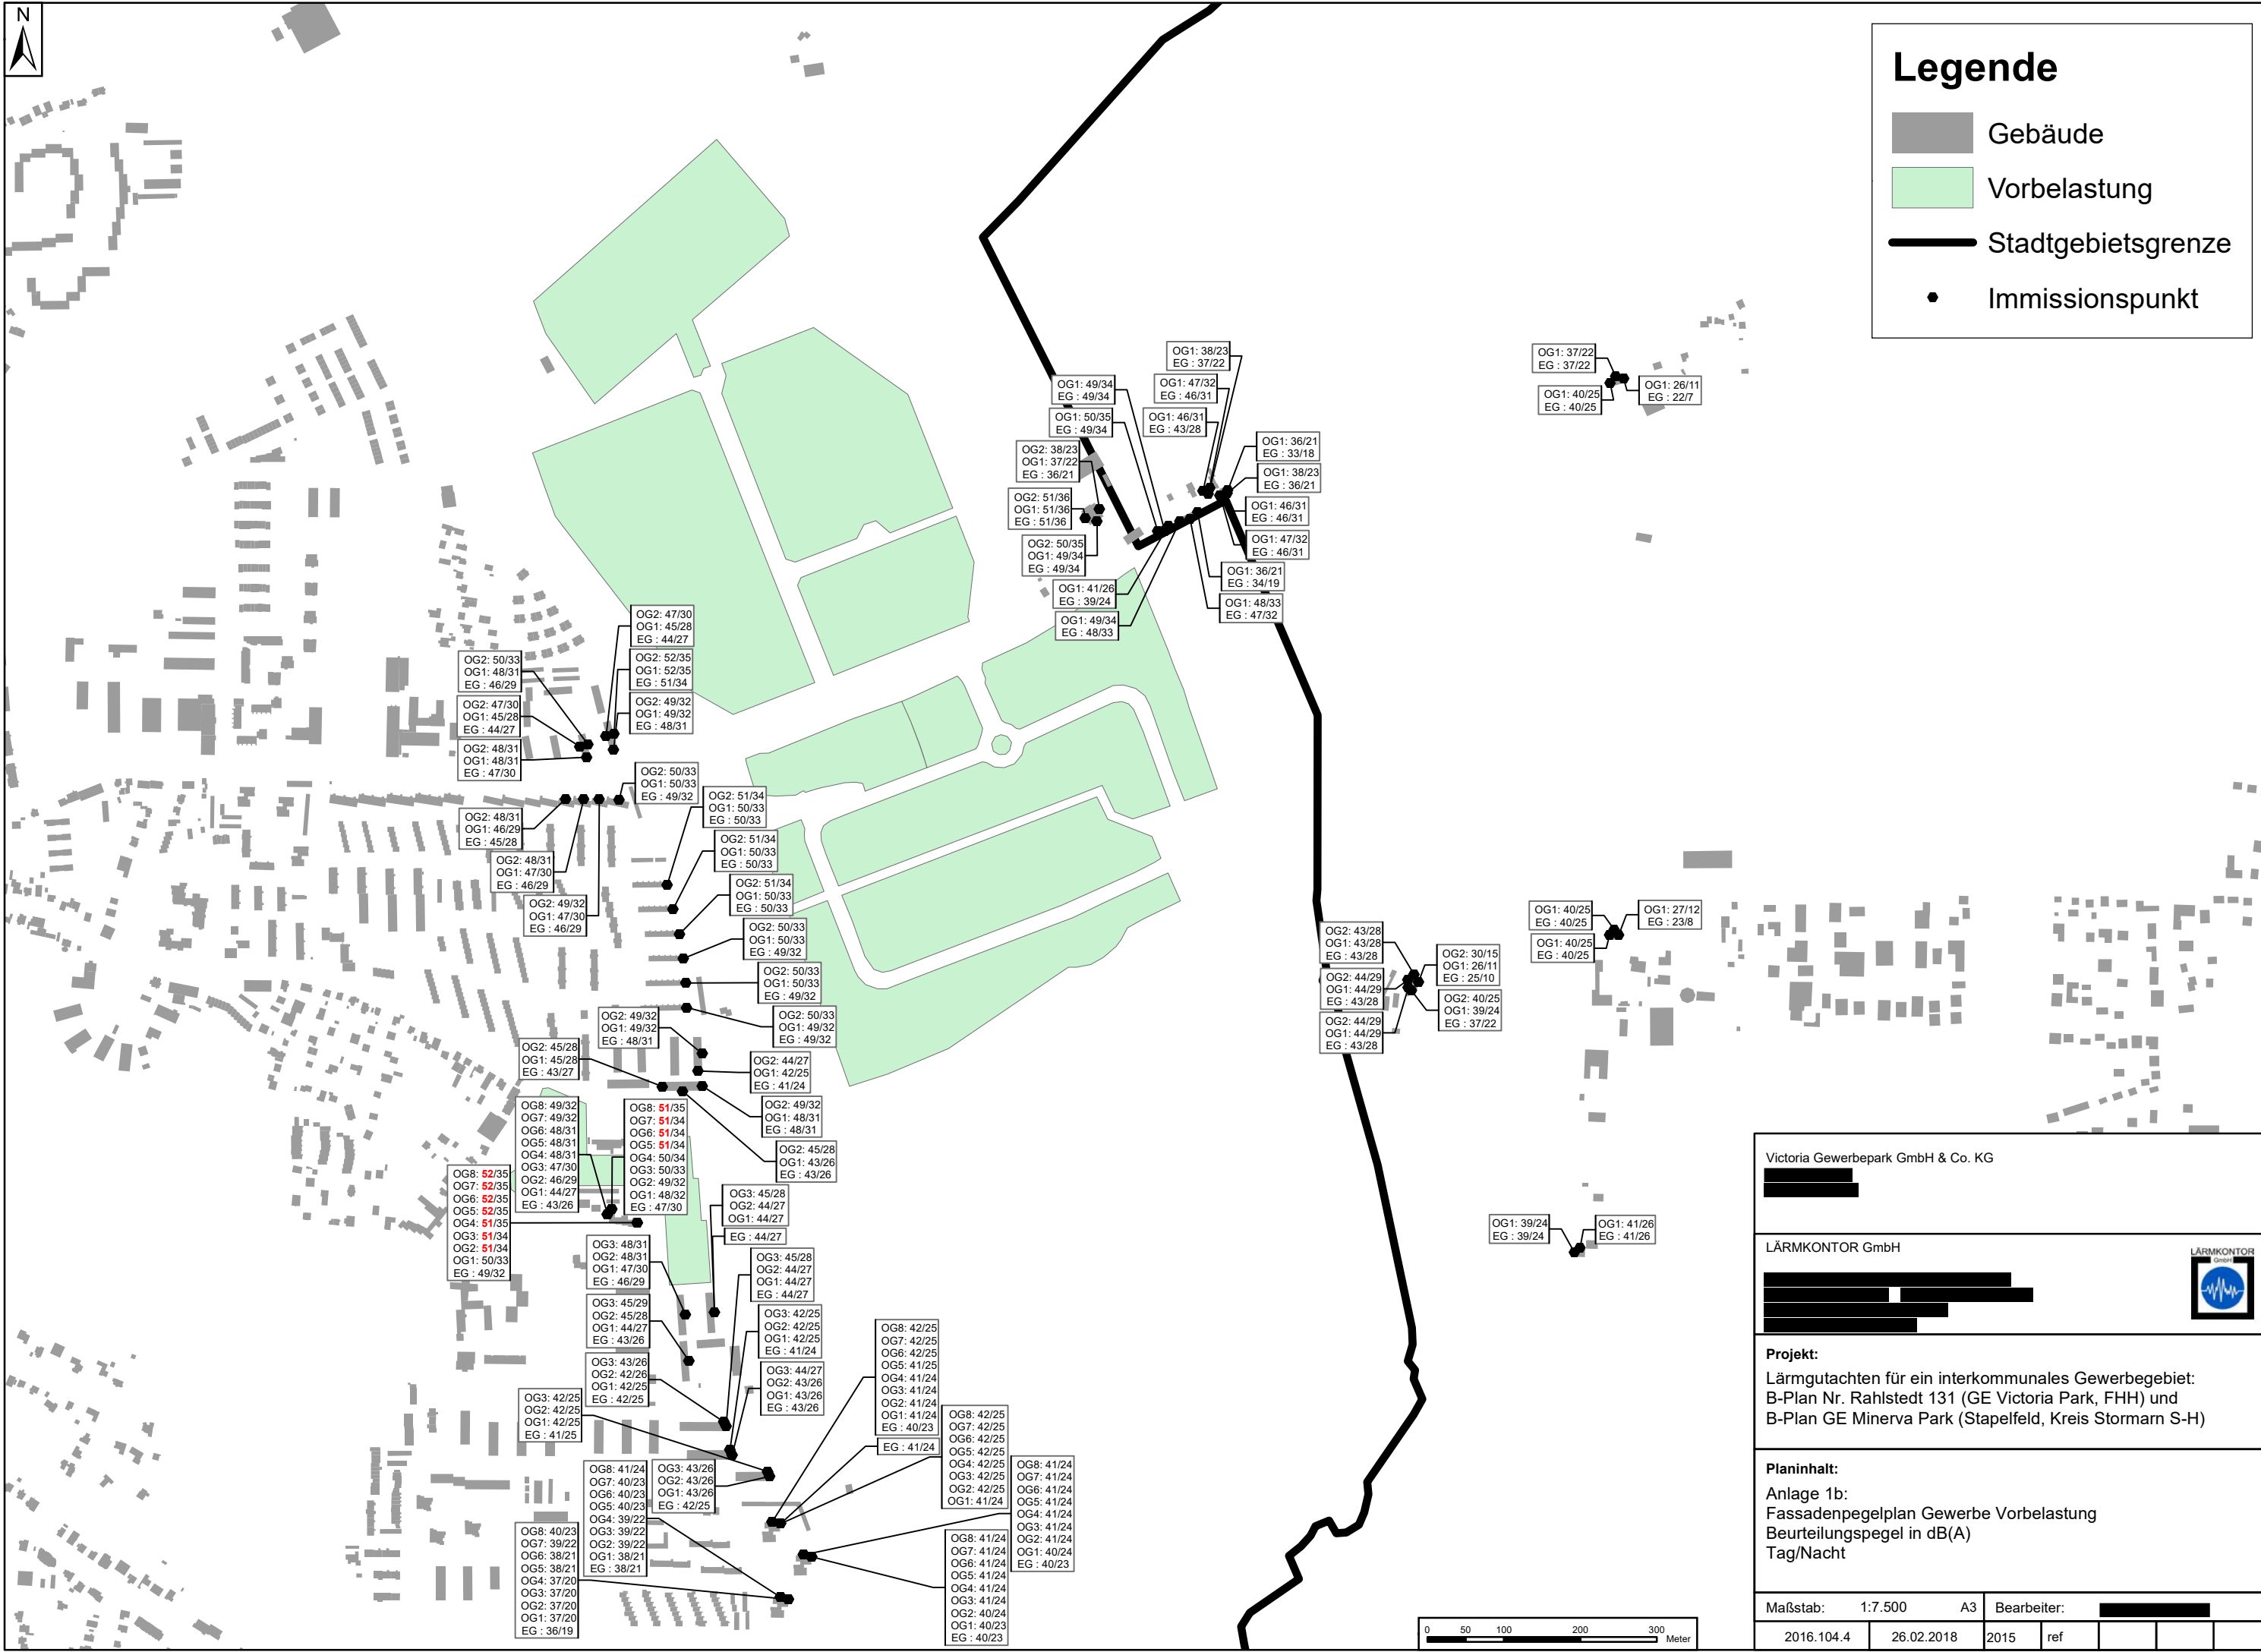 N
Legende
Gebäude
Vorbelastung
Stadtgebietsgrenze
Immissionspunkt
OG1: 38/23
EG : 37/22
OG1: 49/34
EG : 49/34
OG1: 47/32
EG : 46/31
OG1: 50/35
EG : 49/34
OG1: 46/31
EG : 43/28
OG2: 38/23
OG1: 37/22
EG : 36/21
OG1: 36/21
EG : 33/18
OG1: 38/23
EG : 36/21
OG2: 51/36
OG1: 51/36
EG : 51/36
OG1: 46/31
EG : 46/31
OG2: 50/35
OG1: 49/34
EG : 49/34
OG1: 47/32
EG : 46/31
OG1: 36/21
EG : 34/19
OG1: 41/26
EG : 39/24
OG1: 48/33
EG : 47/32
OG1: 49/34
EG : 48/33
OG1: 37/22
EG : 37/22
OG1: 40/25
EG : 40/25
OG1: 26/11
EG : 22/7
OG2: 47/30
OG1: 45/28
EG : 44/27
OG2: 50/33
OG1: 48/31
EG : 46/29
OG2: 52/35
OG1: 52/35
EG : 51/34
OG2: 47/30
OG1: 45/28
EG : 44/27
OG2: 49/32
OG1: 49/32
EG : 48/31
OG2: 48/31
OG1: 48/31
EG : 47/30
OG2: 50/33
OG1: 50/33
EG : 49/32
OG2: 51/34
OG1: 50/33
EG : 50/33
OG2: 48/31
OG1: 46/29
EG : 45/28
OG2: 51/34
OG1: 50/33
EG : 50/33
OG2: 48/31
OG1: 47/30
EG : 46/29
OG2: 51/34
OG1: 50/33
EG : 50/33
OG2: 49/32
OG1: 47/30
EG : 46/29
OG2: 50/33
OG1: 50/33
EG : 49/32
OG2: 50/33
OG1: 50/33
EG : 49/32
OG2: 49/32
OG1: 49/32
EG : 48/31
OG2: 50/33
OG1: 49/32
EG : 49/32
OG2: 45/28
OG1: 45/28
EG : 43/27
OG2: 44/27
OG1: 42/25
EG : 41/24
OG2: 49/32
OG1: 48/31
EG : 48/31
OG2: 45/28
OG1: 43/26
EG : 43/26
OG8: 49/32
OG7: 49/32
OG6: 48/31
OG5: 48/31
OG4: 48/31
OG3: 47/30
OG2: 46/29
OG1: 44/27
EG : 43/26
OG8: 51/35
OG7: 51/34
OG6: 51/34
OG5: 51/34
OG4: 50/34
OG3: 50/33
OG2: 49/32
OG1: 48/32
EG : 47/30
OG8: 52/35
OG7: 52/35
OG6: 52/35
OG5: 52/35
OG4: 51/35
OG3: 51/34
OG2: 51/34
OG1: 50/33
EG : 49/32
OG3: 45/28
OG2: 44/27
OG1: 44/27
EG : 44/27
OG3: 48/31
OG2: 48/31
OG1: 47/30
EG : 46/29
OG3: 45/28
OG2: 44/27
OG1: 44/27
EG : 44/27
OG3: 45/29
OG2: 45/28
OG1: 44/27
EG : 43/26
OG3: 42/25
OG2: 42/25
OG1: 42/25
EG : 41/24
OG3: 43/26
OG2: 42/26
OG1: 42/25
EG : 42/25
OG3: 44/27
OG2: 43/26
OG1: 43/26
EG : 43/26
OG3: 42/25
OG2: 42/25
OG1: 42/25
EG : 41/25
OG8: 42/25
OG7: 42/25
OG6: 42/25
OG5: 41/25
OG4: 41/24
OG3: 41/24
OG2: 41/24
OG1: 41/24
EG : 40/23
EG : 41/24
OG8: 42/25
OG7: 42/25
OG6: 42/25
OG5: 42/25
OG4: 42/25
OG3: 42/25
OG2: 42/25
OG1: 41/24
OG8: 41/24
OG7: 41/24
OG6: 41/24
OG5: 41/24
OG4: 41/24
OG3: 41/24
OG2: 41/24
OG1: 40/24
EG : 40/23
OG8: 41/24
OG7: 40/23
OG6: 40/23
OG5: 40/23
OG4: 39/22
OG3: 39/22
OG2: 39/22
OG1: 38/21
EG : 38/21
OG3: 43/26
OG2: 43/26
OG1: 43/26
EG : 42/25
OG8: 40/23
OG7: 39/22
OG6: 38/21
OG5: 38/21
OG4: 37/20
OG3: 37/20
OG2: 37/20
OG1: 37/20
EG : 36/19
OG8: 41/24
OG7: 41/24
OG6: 41/24
OG5: 41/24
OG4: 41/24
OG3: 41/24
OG2: 40/24
OG1: 40/23
EG : 40/23
OG2: 43/28
OG1: 43/28
EG : 43/28
OG2: 44/29
OG1: 44/29
EG : 43/28
OG2: 44/29
OG1: 44/29
EG : 43/28
OG2: 30/15
OG1: 26/11
EG : 25/10
OG2: 40/25
OG1: 39/24
EG : 37/22
OG1: 40/25
EG : 40/25
OG1: 27/12
EG : 23/8
OG1: 40/25
EG : 40/25
OG1: 39/24
EG : 39/24
OG1: 41/26
EG : 41/26
0 50 100 200 300
Meter
Victoria Gewerbepark GmbH & Co. KG
LÄRMKONTOR GmbH
LÄRMKONTOR
GmbH
Projekt:
Lärmgutachten für ein interkommunales Gewerbegebiet:
B-Plan Nr. Rahlstedt 131 (GE Victoria Park, FHH) und
B-Plan GE Minerva Park (Stapelfeld, Kreis Stormarn S-H)
Planinhalt:
Anlage 1b:
Fassadenpegelplan Gewerbe Vorbelastung
Beurteilungspegel in dB(A)
Tag/Nacht
Maßstab: 1:7.500 A3 Bearbeiter:
2016.104.4 26.02.2018 2015 ref